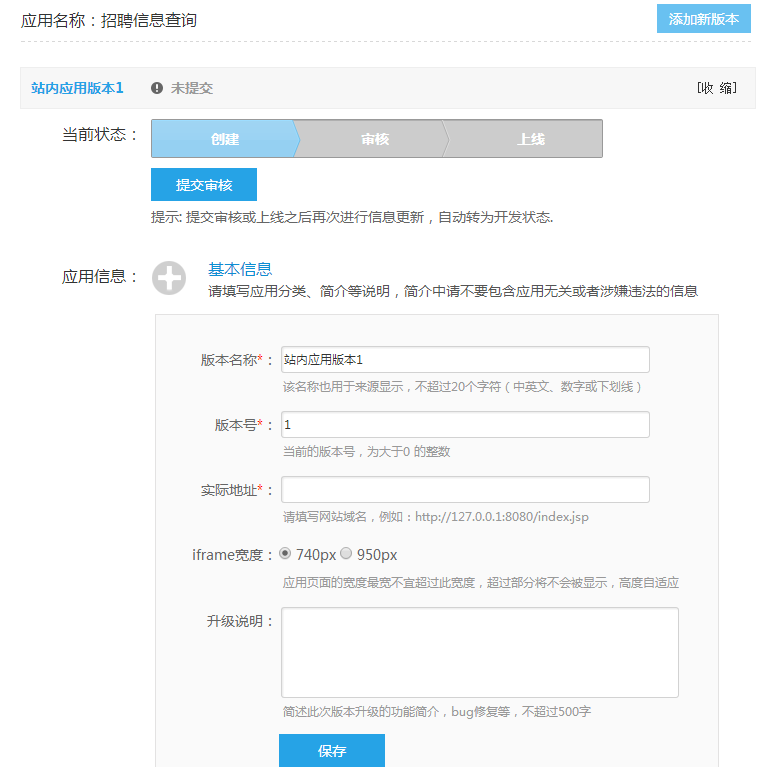 应用名称：招聘信息查询
添加新版本
站内应用版本1 未提交 [收 缩]
当前状态： 创建 审核 上线
提交审核
提示: 提交审核或上线之后再次进行信息更新，自动转为开发状态.
应用信息： 基本信息
请填写应用分类、简介等说明，简介中请不要包含应用无关或者涉嫌违法的信息
版本名称*： 站内应用版本1
该名称也用于来源显示，不超过20个字符（中英文、数字或下划线）
版本号*： 1
当前的版本号，为大于0 的整数
实际地址*：
请填写网站域名，例如：http://127.0.0.1:8080/index.jsp
iframe宽度： 740px 950px
应用页面的宽度最宽不宜超过此宽度，超过部分将不会被显示，高度自适应
升级说明：
简述此次版本升级的功能简介，bug修复等，不超过500字
保存